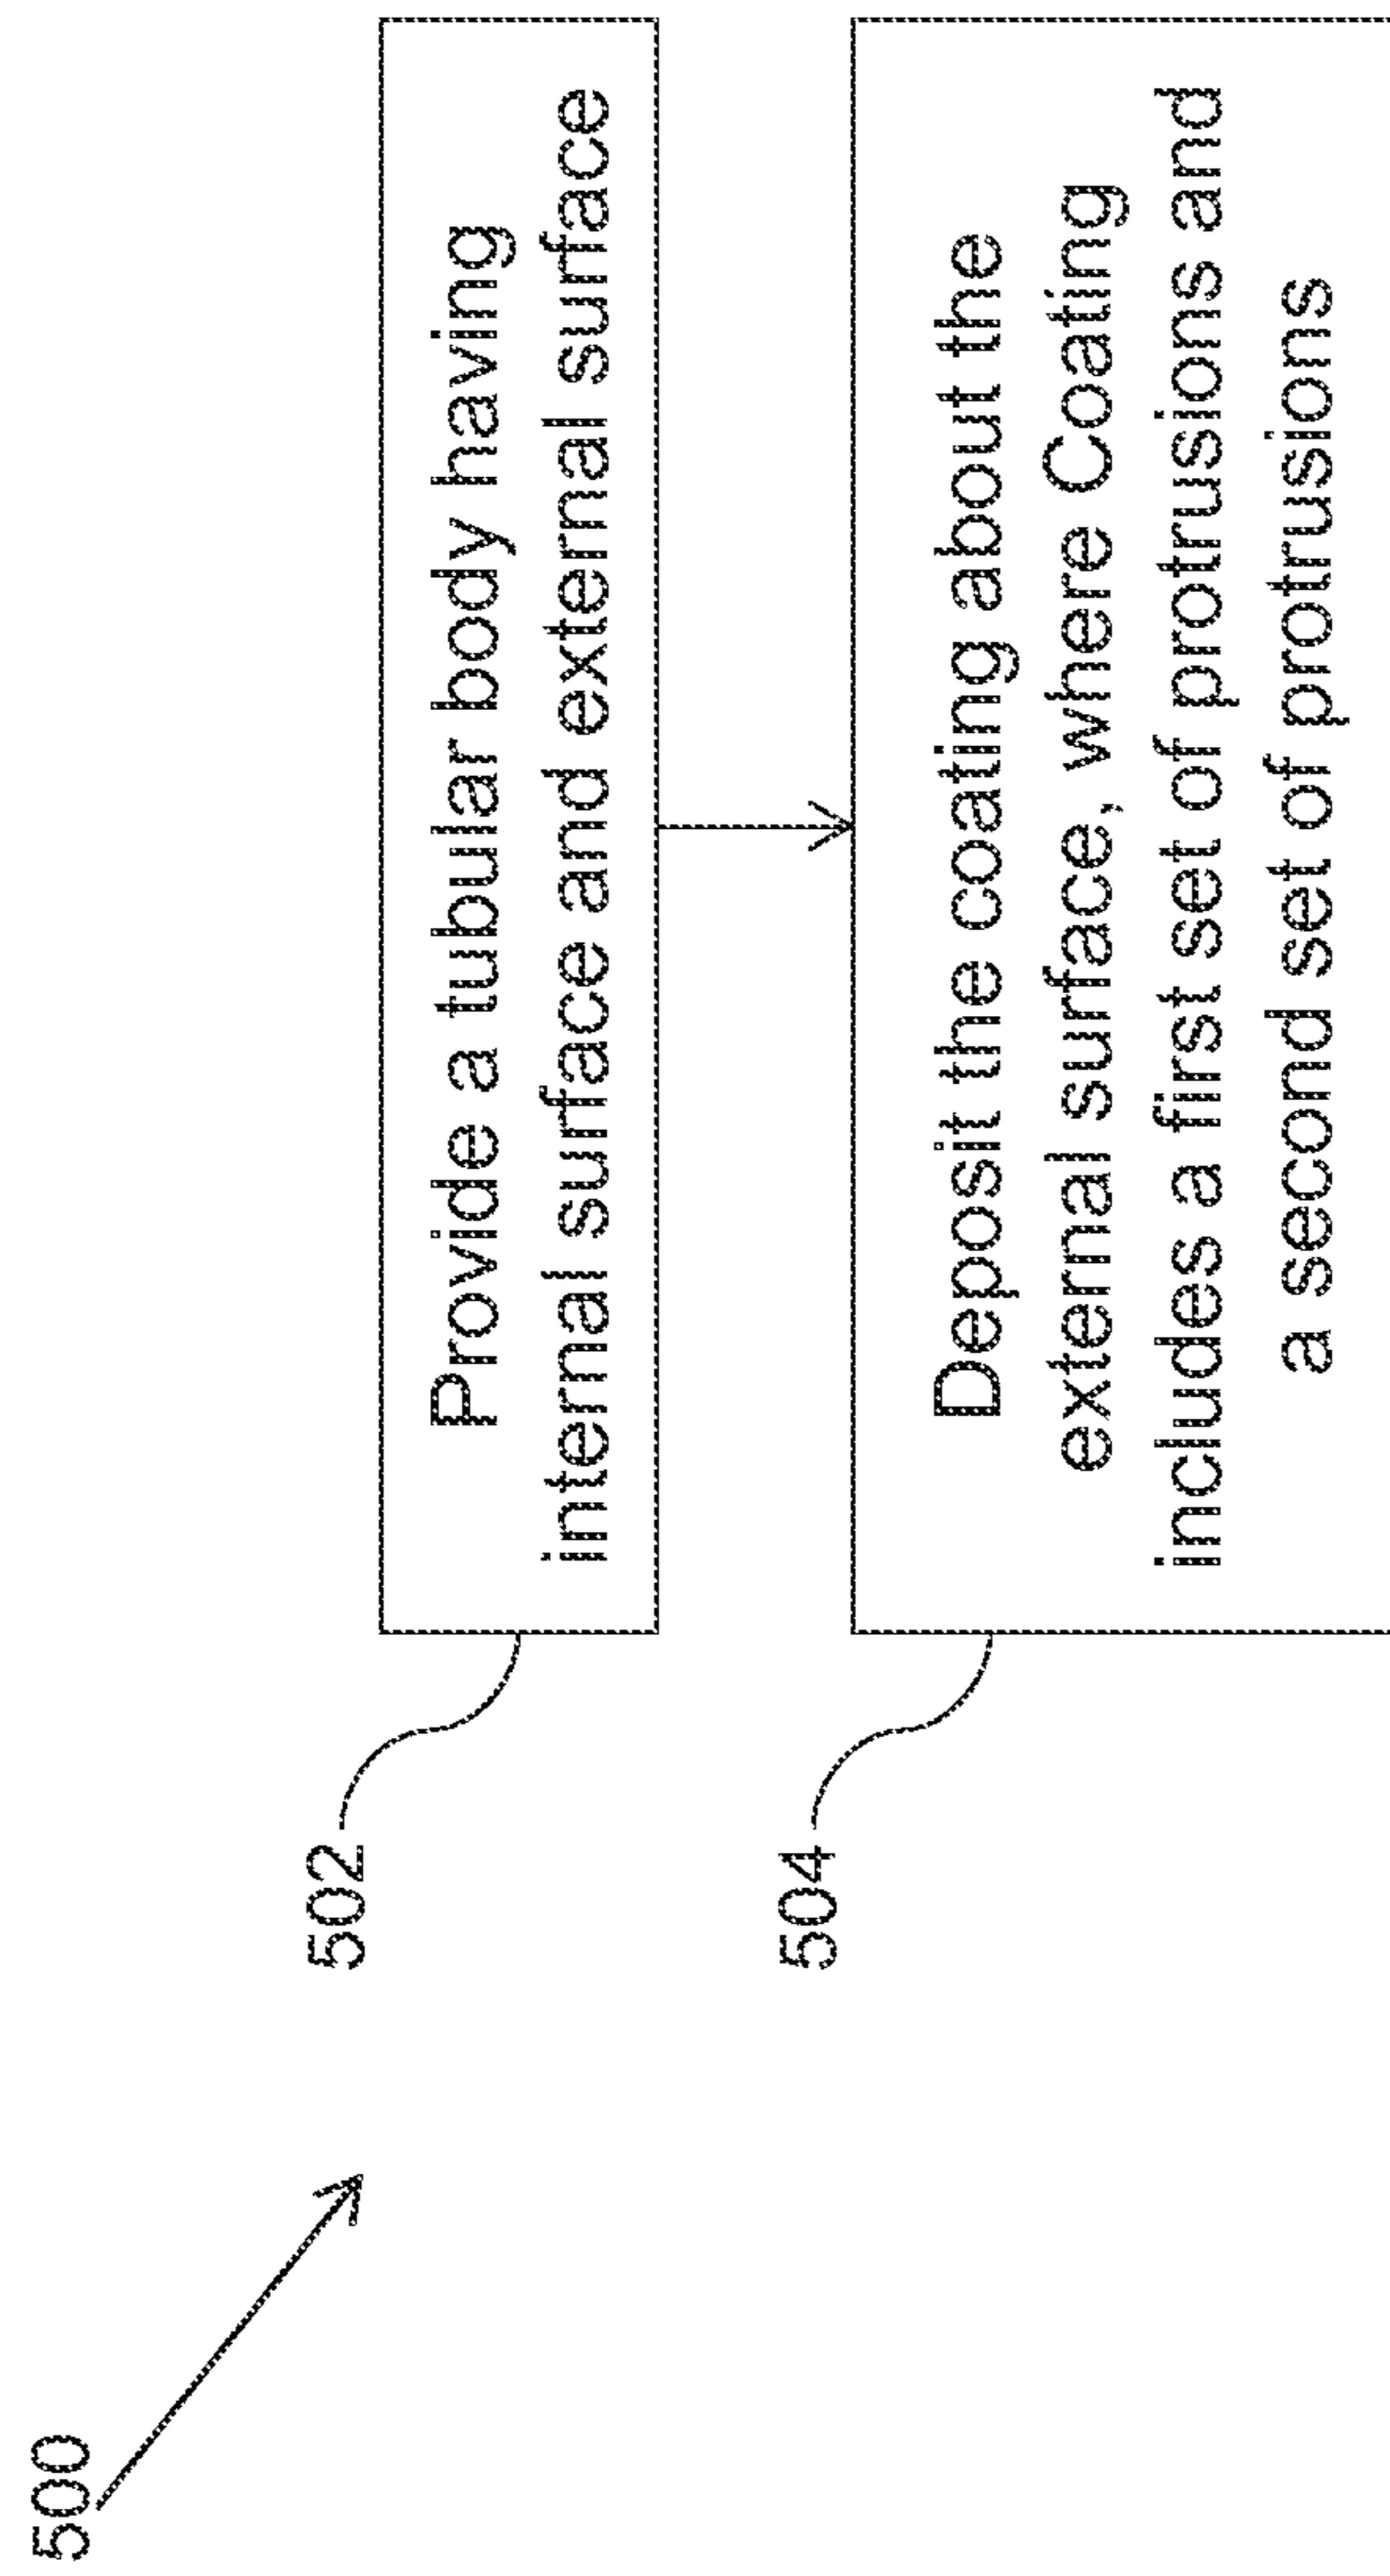 500
502
Provide a tubular body having
internal surface and external surface
504
Deposit the coating about the
external surface, where Coating
includes a first set of protrusions and
a second set of protrusions